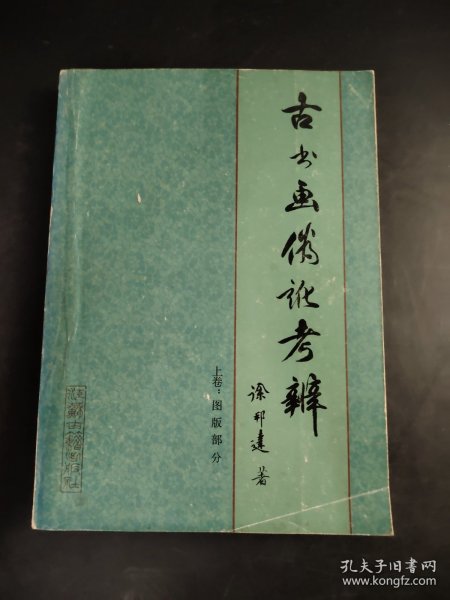 古书画伪讹考辨
徐邦达 著
上卷：图版部分
江苏古籍出版社
孔夫子旧书网
www.kongfz.com